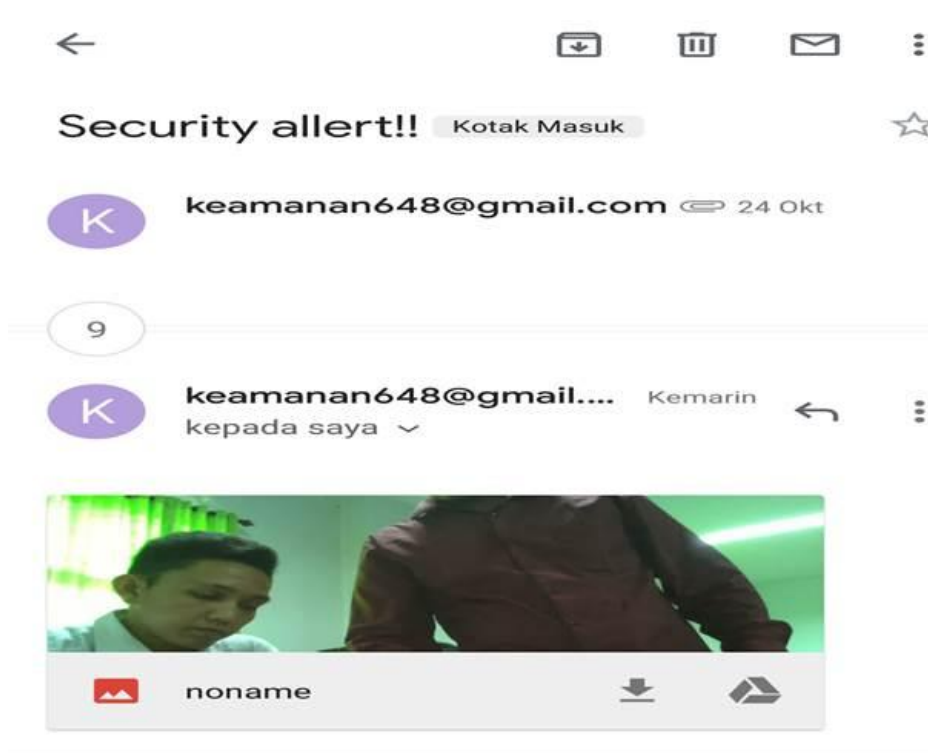 Security allert!! Kotak Masuk
K
keamanan648@gmail.com 24 Okt
9
K
keamanan648@gmail.... Kemarin
kepada saya
noname